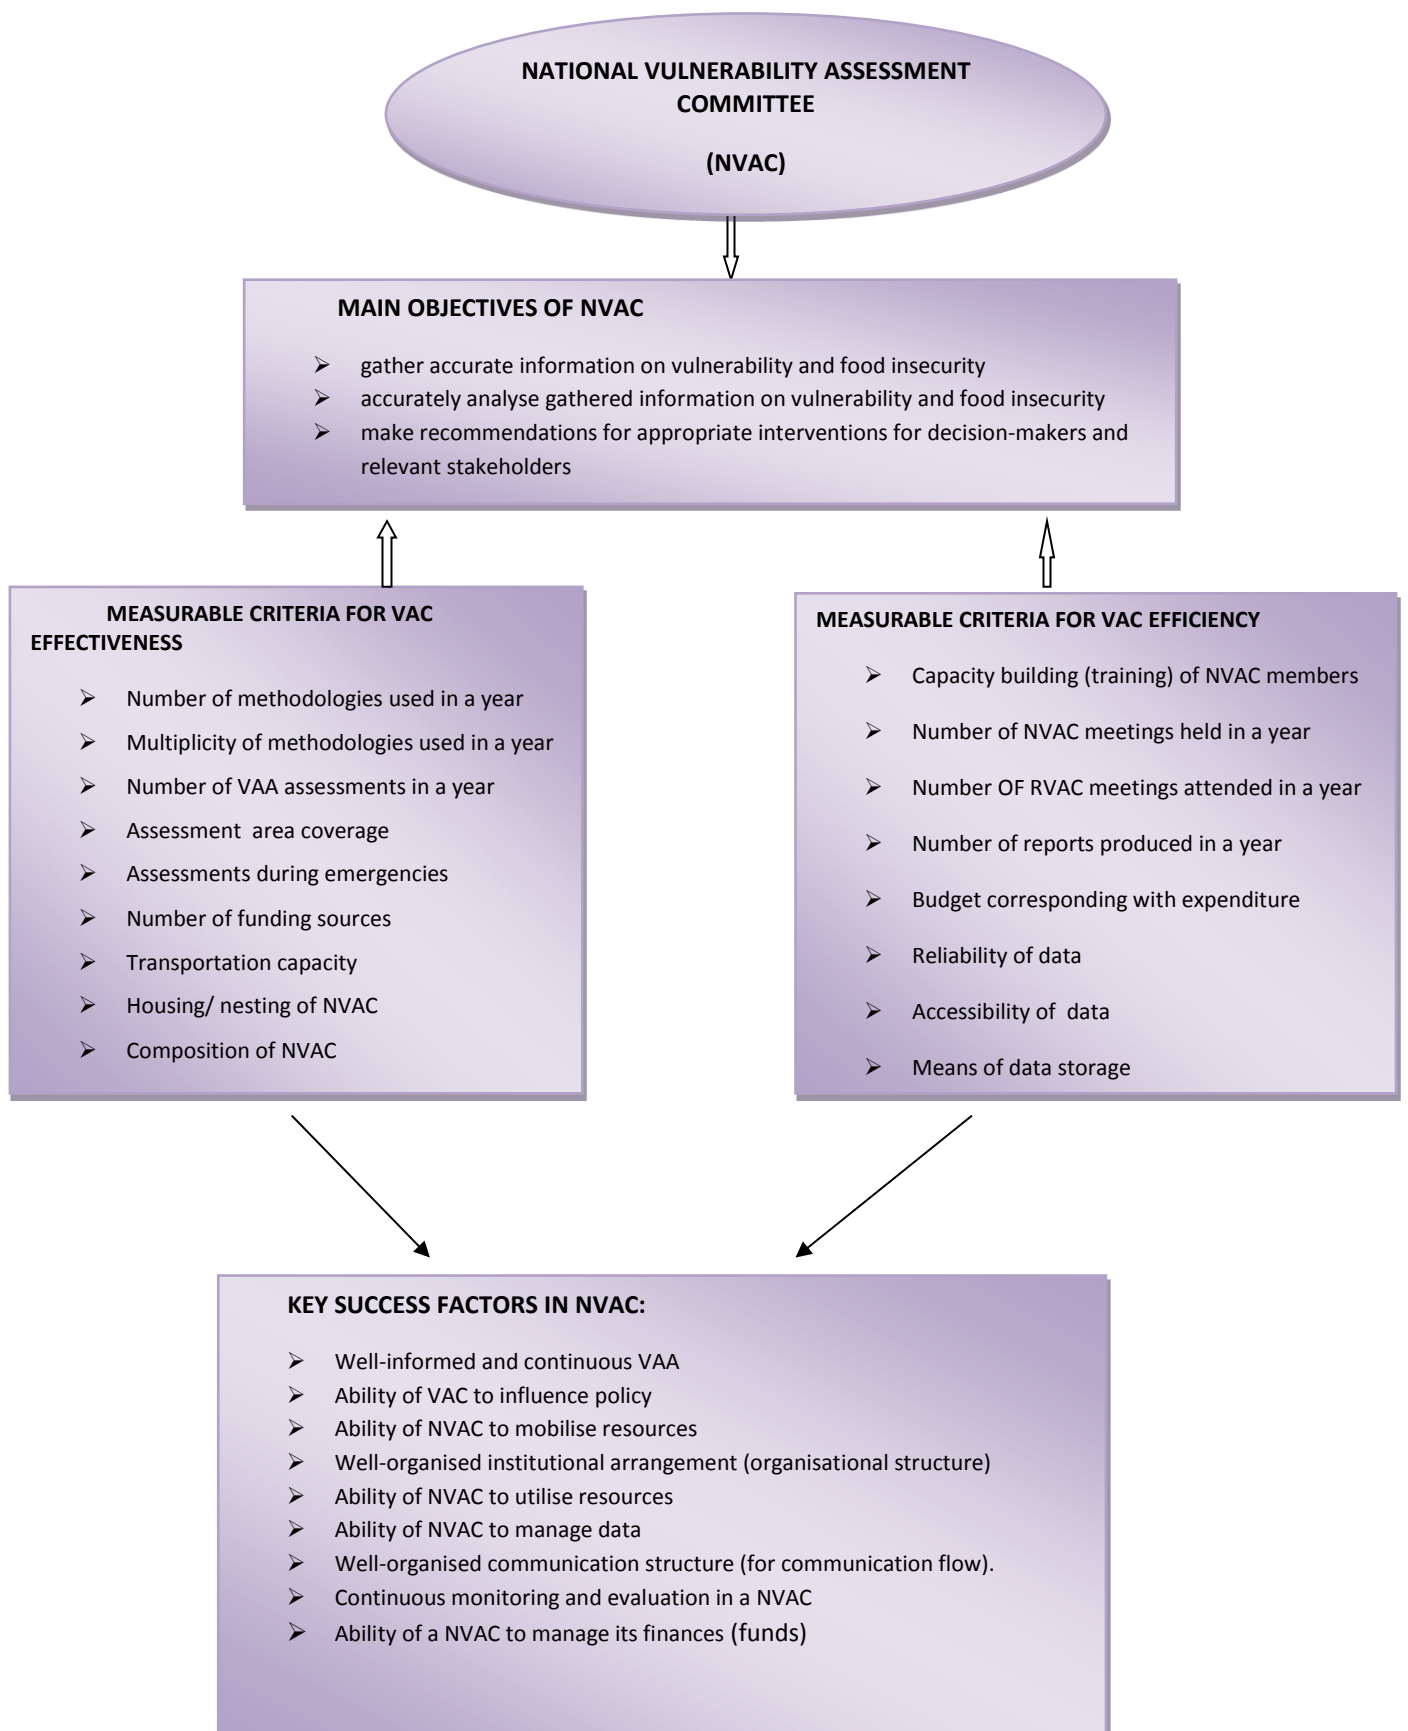 NATIONAL VULNERABILITY ASSESSMENT
COMMITTEE
(NVAC)
MAIN OBJECTIVES OF NVAC
➢ gather accurate information on vulnerability and food insecurity
➢ accurately analyse gathered information on vulnerability and food insecurity
➢ make recommendations for appropriate interventions for decision-makers and
relevant stakeholders
MEASURABLE CRITERIA FOR VAC
EFFECTIVENESS
➢ Number of methodologies used in a year
➢ Multiplicity of methodologies used in a year
➢ Number of VAA assessments in a year
➢ Assessment area coverage
➢ Assessments during emergencies
➢ Number of funding sources
➢ Transportation capacity
➢ Housing/ nesting of NVAC
➢ Composition of NVAC
MEASURABLE CRITERIA FOR VAC EFFICIENCY
➢ Capacity building (training) of NVAC members
➢ Number of NVAC meetings held in a year
➢ Number OF RVAC meetings attended in a year
➢ Number of reports produced in a year
➢ Budget corresponding with expenditure
➢ Reliability of data
➢ Accessibility of data
➢ Means of data storage
KEY SUCCESS FACTORS IN NVAC:
➢ Well-informed and continuous VAA
➢ Ability of VAC to influence policy
➢ Ability of NVAC to mobilise resources
➢ Well-organised institutional arrangement (organisational structure)
➢ Ability of NVAC to utilise resources
➢ Ability of NVAC to manage data
➢ Well-organised communication structure (for communication flow).
➢ Continuous monitoring and evaluation in a NVAC
➢ Ability of a NVAC to manage its finances (funds)